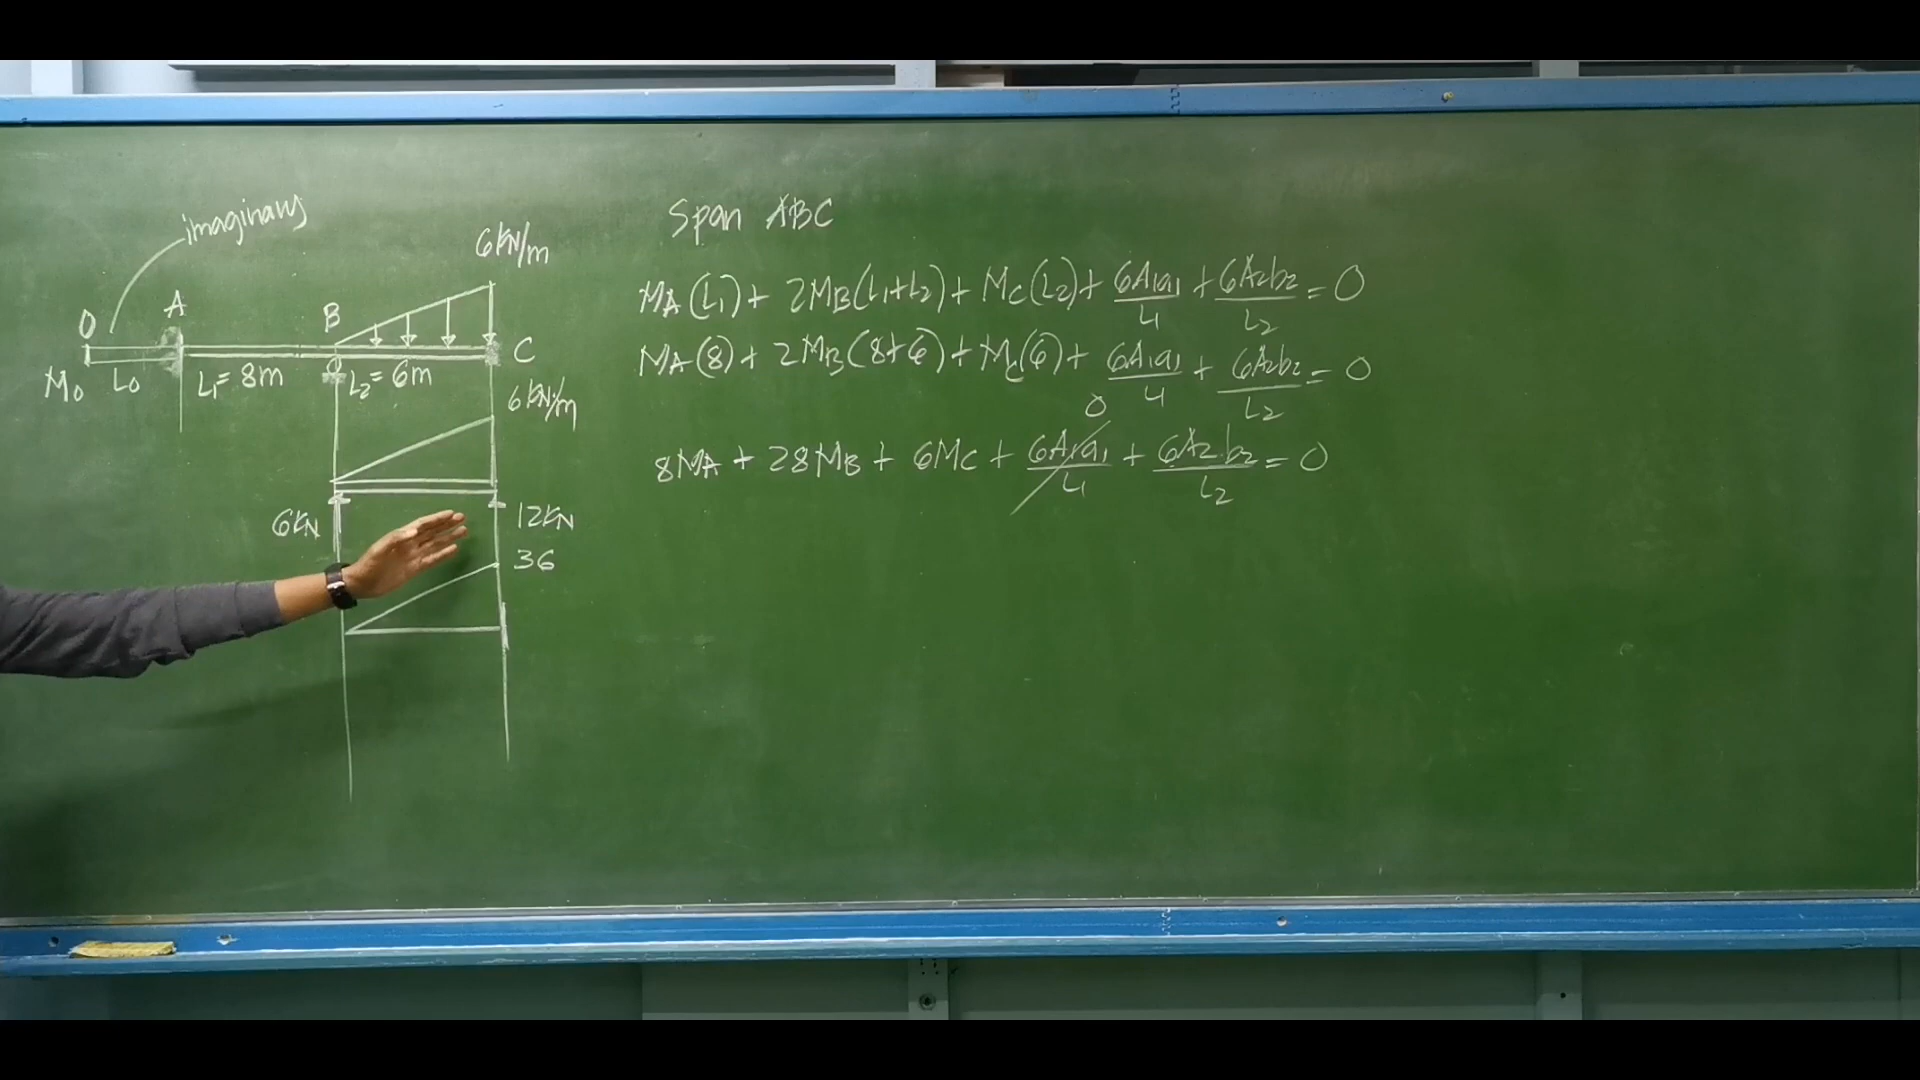 imaginary
6kN/m
O A B C
M₀ L₀ L₁=8m L₂=6m
6kN/m
6kN 12kN
36
Span ABC
MA(L₁)+ 2MB(L₁+L₂)+ MC(L₂)+ 6A₁a₁/L₁ + 6A₂b₂/L₂ = 0
MA(8)+ 2MB(8+6)+MC(6)+ 6A₁a₁/L₁ + 6A₂b₂/L₂ = 0
0
8MA + 28MB + 6MC + 6A₁a₁/L₁ + 6A₂b₂/L₂ = 0